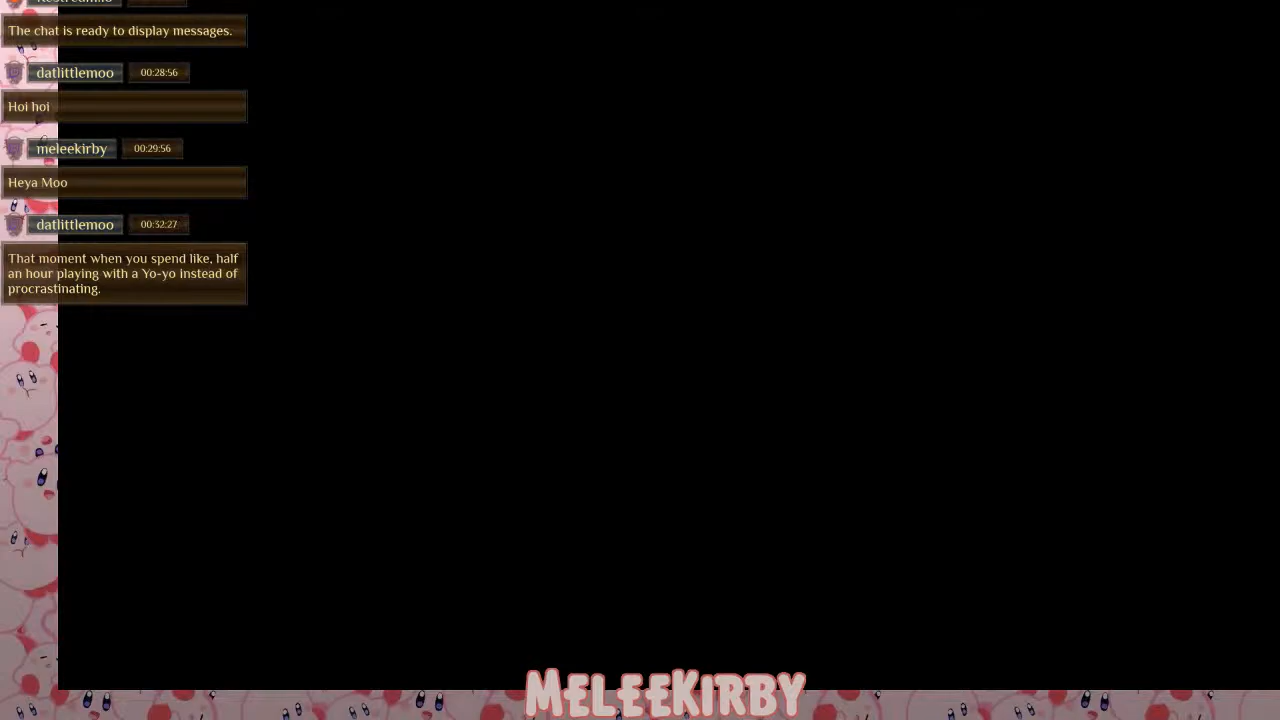 Restream.io
The chat is ready to display messages.
datlittlemoo 00:28:56
Hoi hoi
meleekirby 00:29:56
Heya Moo
datlittlemoo 00:32:27
That moment when you spend like, half
an hour playing with a Yo-yo instead of
procrastinating.
MELEEKIRBY